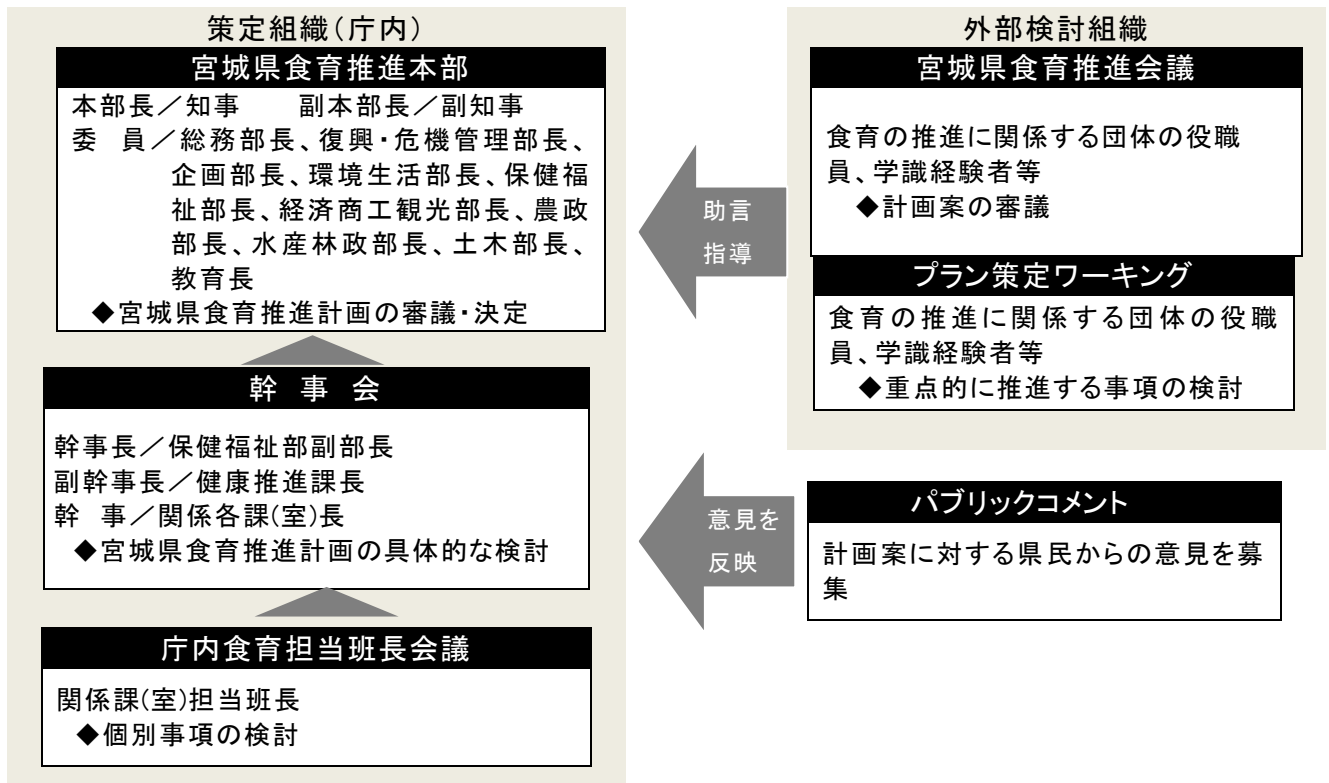 策定組織(庁内)
宮城県食育推進本部
本部長／知事　　副本部長／副知事
委　員／総務部長、復興・危機管理部長、
企画部長、環境生活部長、保健福
祉部長、経済商工観光部長、農政
部長、水産林政部長、土木部長、
教育長
◆宮城県食育推進計画の審議・決定
幹　事　会
幹事長／保健福祉部副部長
副幹事長／健康推進課長
幹　事／関係各課(室)長
◆宮城県食育推進計画の具体的な検討
庁内食育担当班長会議
関係課(室)担当班長
◆個別事項の検討
助言
指導
意見を
反映
外部検討組織
宮城県食育推進会議
食育の推進に関係する団体の役職
員、学識経験者等
◆計画案の審議
プラン策定ワーキング
食育の推進に関係する団体の役職
員、学識経験者等
◆重点的に推進する事項の検討
パブリックコメント
計画案に対する県民からの意見を募
集